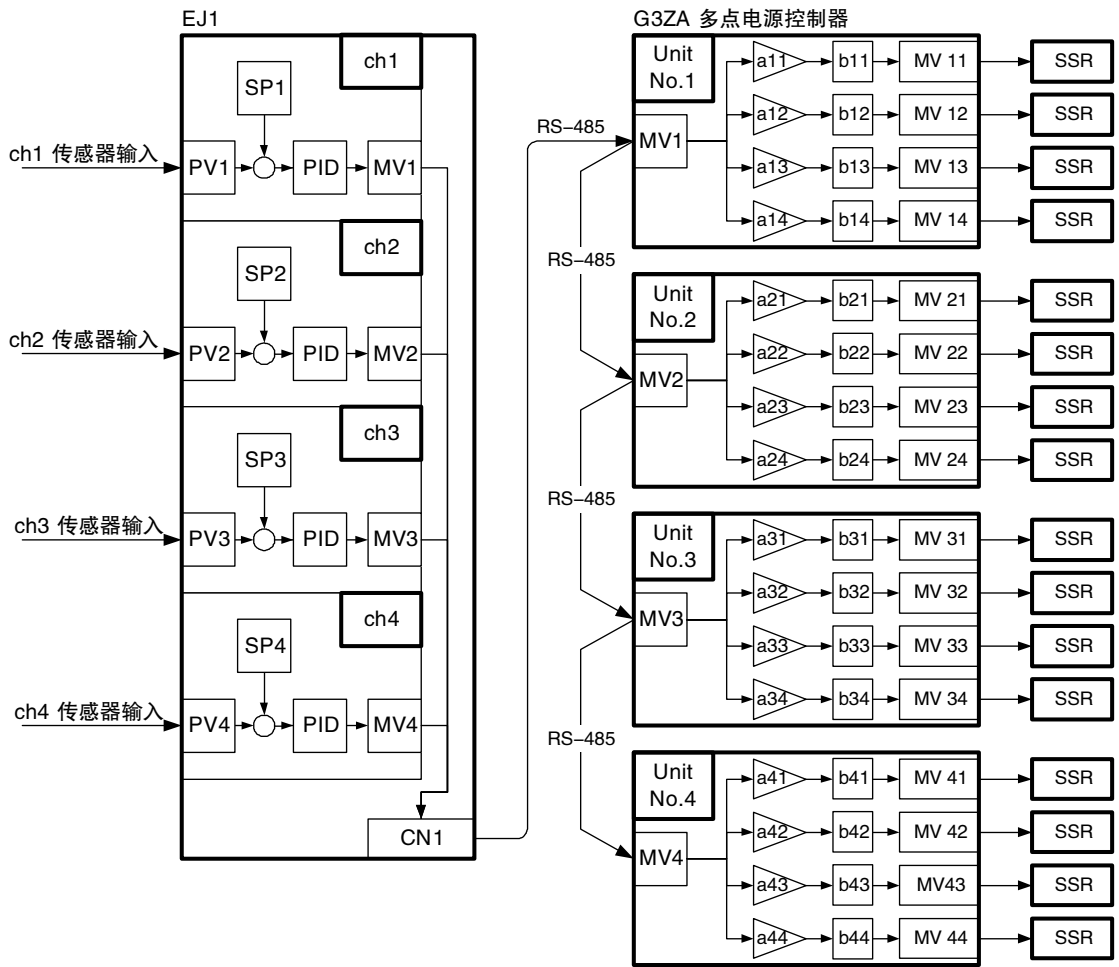 EJ1
ch1
SP1
ch1 传感器输入
PV1
PID
MV1
ch2
SP2
ch2 传感器输入
PV2
PID
MV2
ch3
SP3
ch3 传感器输入
PV3
PID
MV3
ch4
SP4
ch4 传感器输入
PV4
PID
MV4
CN1
RS-485
RS-485
RS-485
RS-485
G3ZA 多点电源控制器
Unit
No.1
MV1
a11 b11 MV 11 SSR
a12 b12 MV 12 SSR
a13 b13 MV 13 SSR
a14 b14 MV 14 SSR
Unit
No.2
MV2
a21 b21 MV 21 SSR
a22 b22 MV 22 SSR
a23 b23 MV 23 SSR
a24 b24 MV 24 SSR
Unit
No.3
MV3
a31 b31 MV 31 SSR
a32 b32 MV 32 SSR
a33 b33 MV 33 SSR
a34 b34 MV 34 SSR
Unit
No.4
MV4
a41 b41 MV 41 SSR
a42 b42 MV 42 SSR
a43 b43 MV43 SSR
a44 b44 MV 44 SSR